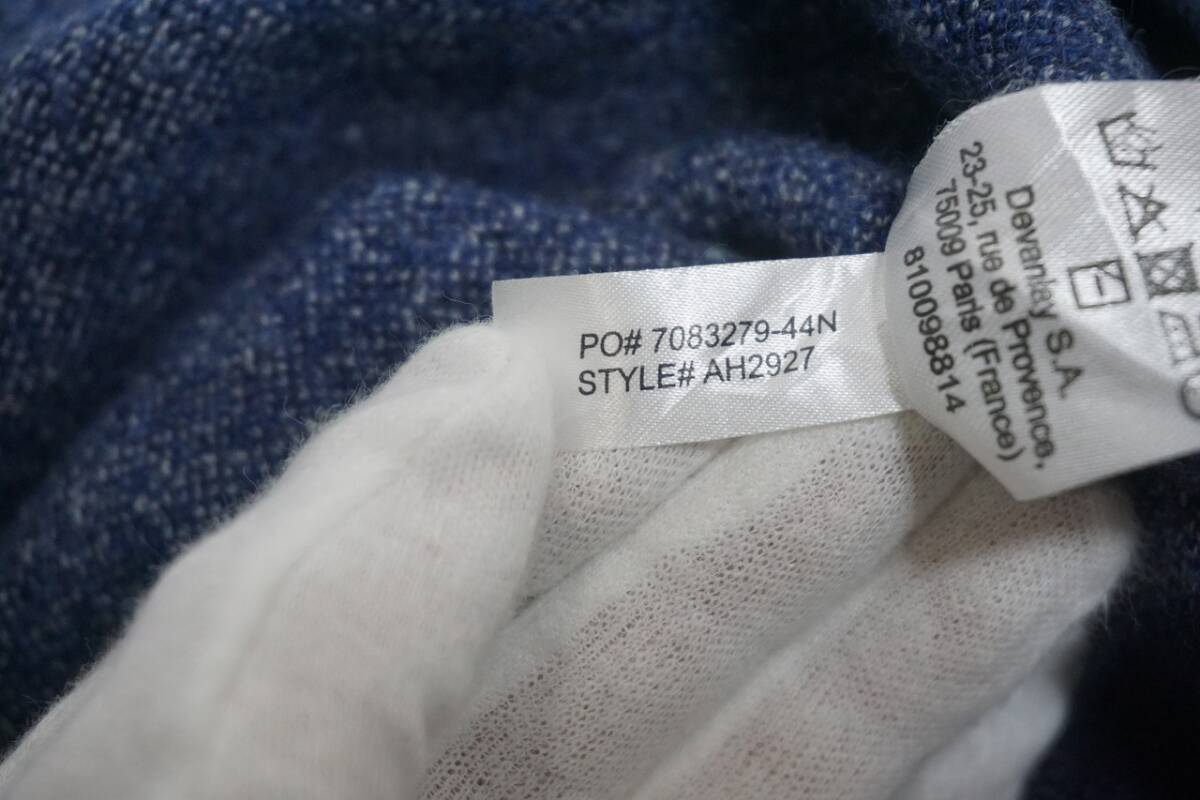 PO# 7083279-44N
STYLE# AH2927
Devanlay S.A.
23-25, rue de Provence,
75009 Paris (France)
810098814